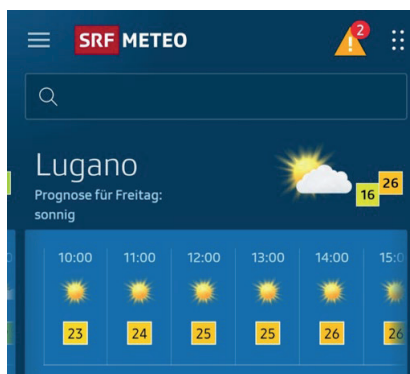 SRF METEO
2
Lugano
Prognose für Freitag:
sonnig
16 26
10:00 11:00 12:00 13:00 14:00
23 24 25 25 26 26